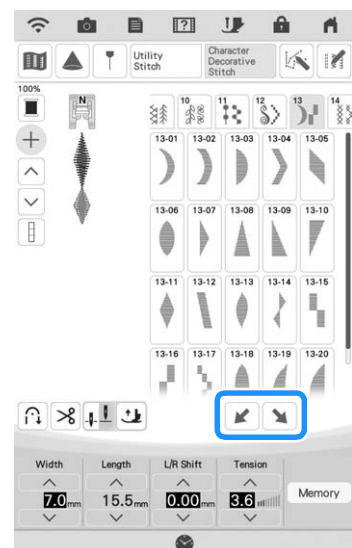 ?
Utility
Stitch
Character
Decorative
Stitch
100%
N
10 11 12 13 14
13-01 13-02 13-03 13-04 13-05
13-06 13-07 13-08 13-09 13-10
13-11 13-12 13-13 13-14 13-15
13-16 13-17 13-18 13-19 13-20
Width Length L/R Shift Tension
7.0mm 15.5mm 0.00mm 3.6 Memory